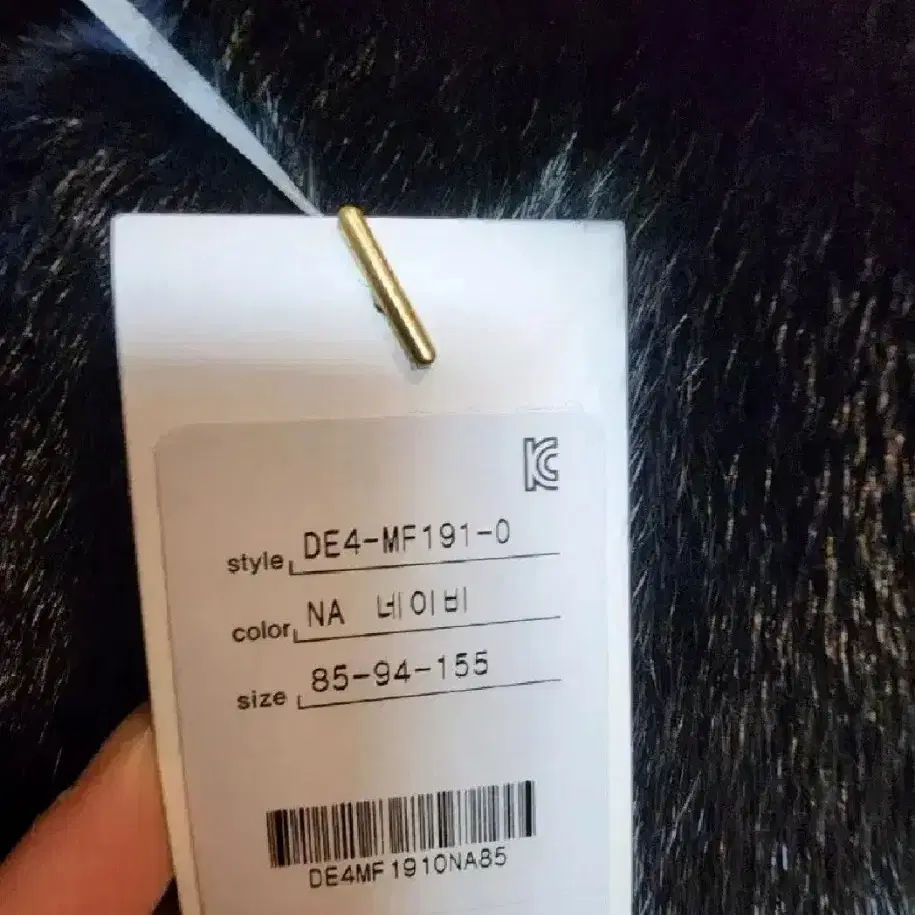 KC
style DE4-MF191-0
color NA 네이비
size 85-94-155
DE4MF1910NA85